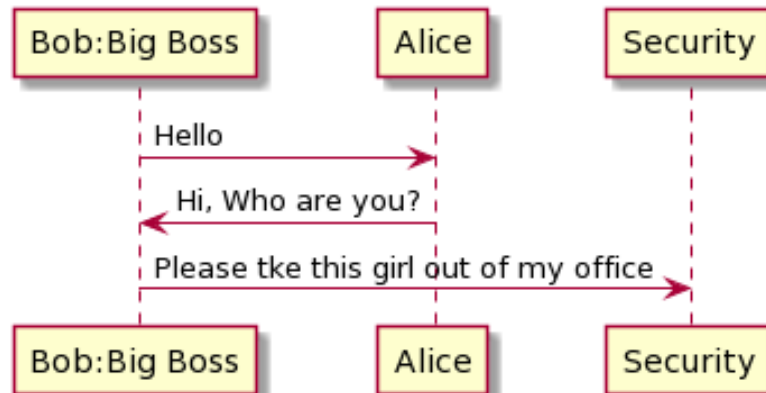 Bob:Big Boss Alice Security
Hello
Hi, Who are you?
Please tke this girl out of my office
Bob:Big Boss Alice Security